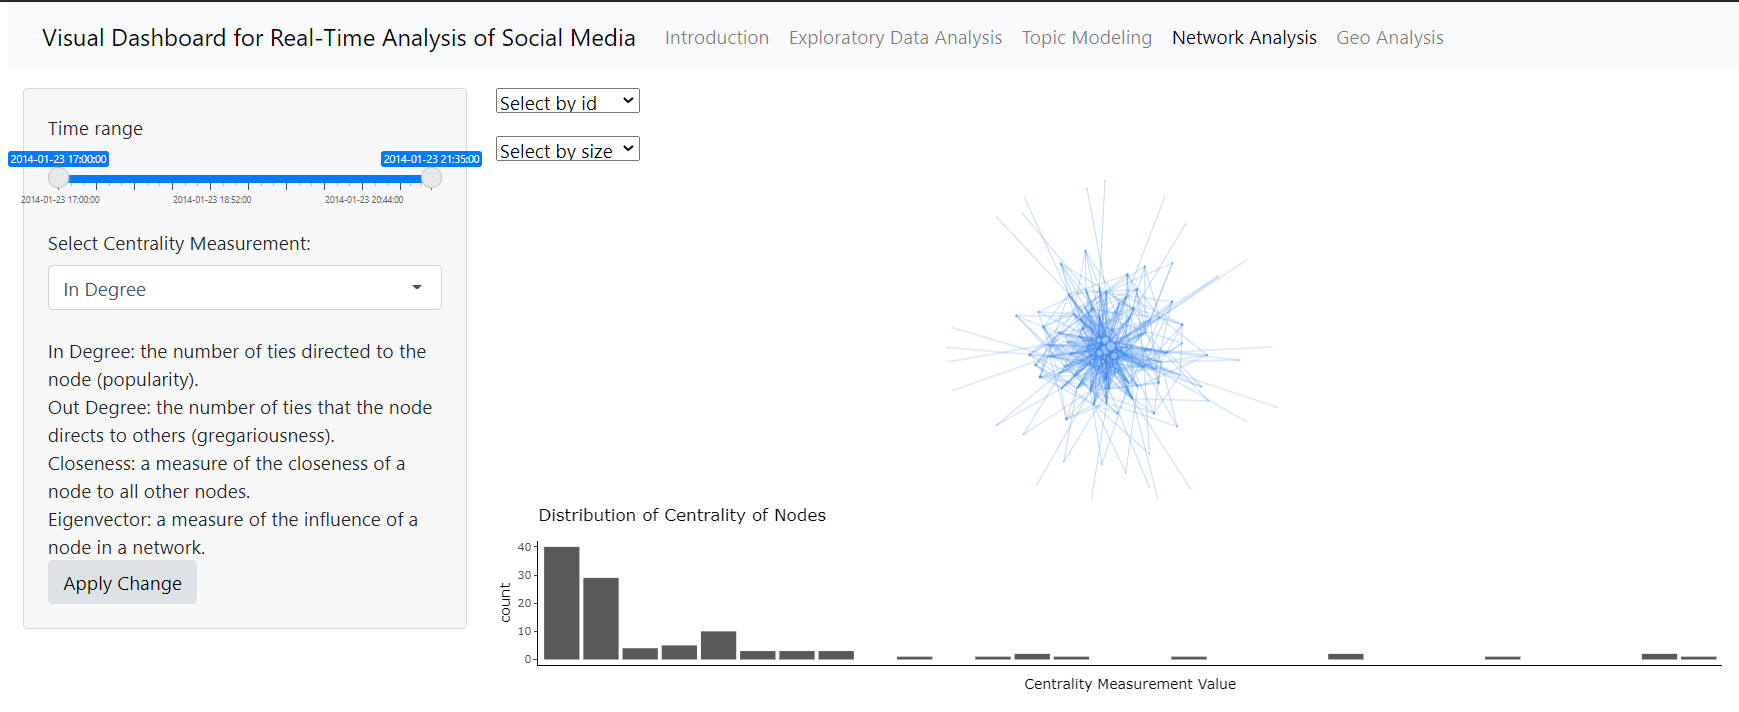 Visual Dashboard for Real-Time Analysis of Social Media Introduction Exploratory Data Analysis Topic Modeling Network Analysis Geo Analysis
Time range
2014-01-23 17:00:00 2014-01-23 21:35:00
2014-01-23 17:00:00 2014-01-23 18:52:00 2014-01-23 20:44:00
Select Centrality Measurement:
In Degree
In Degree: the number of ties directed to the
node (popularity).
Out Degree: the number of ties that the node
directs to others (gregariousness).
Closeness: a measure of the closeness of a
node to all other nodes.
Eigenvector: a measure of the influence of a
node in a network.
Apply Change
Select by id
Select by size
Distribution of Centrality of Nodes
count
40
30
20
10
0
Centrality Measurement Value